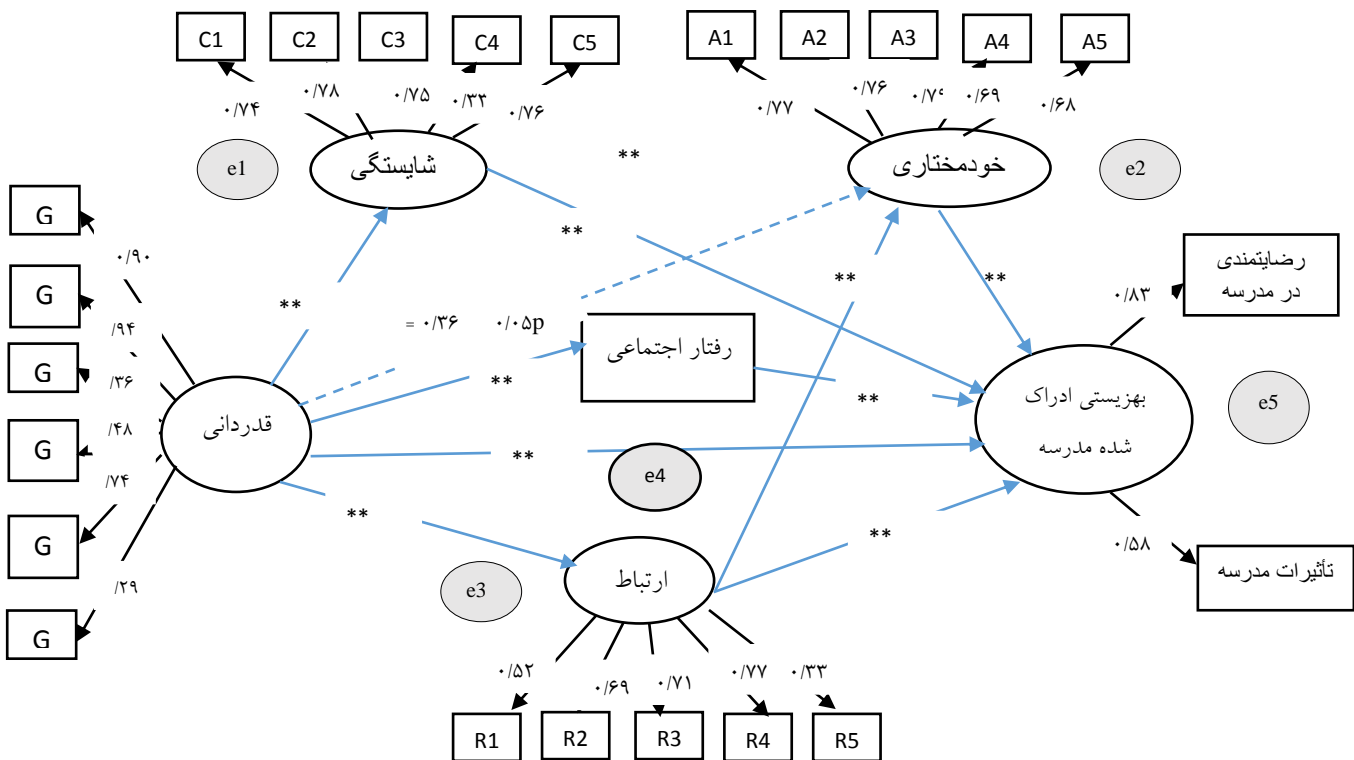 C1
C2
C3
C4
C5
A1
A2
A3
A4
A5
۰/۷۴
۰/۷۸
۰/۷۵
۰/۳۳
۰/۷۶
۰/۷۷
۰/۷۶
۰/۶۹
۰/۶۸
e1
شایستگی
**
خودمختاری
e2
G
G
G
G
G
G
۰/۹۰
/۹۴
/۳۶
/۴۸
/۷۴
/۲۹
**
**
**
**
رضایتمندی
در مدرسه
۰/۸۳
= ۰/۳۶
۰/۰۵p
رفتار اجتماعی
**
**
قدردانی
بهزیستی ادراک
شده مدرسه
e5
**
e4
**
**
e3
ارتباط
۰/۵۸
تأثیرات مدرسه
۰/۵۲
۰/۶۹
۰/۷۱
۰/۷۷
۰/۳۳
R1
R2
R3
R4
R5